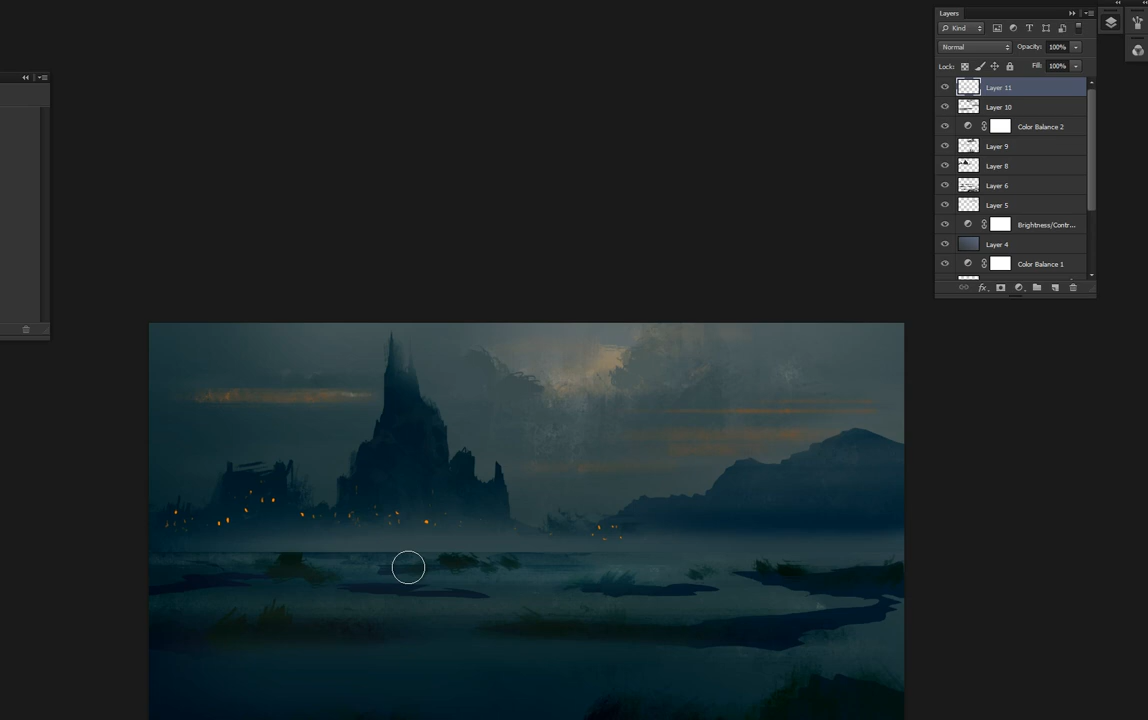 Layers
Kind
Normal Opacity: 100%
Lock: Fill: 100%
Layer 11
Layer 10
Color Balance 2
Layer 9
Layer 8
Layer 6
Layer 5
Brightness/Contr...
Layer 4
Color Balance 1
fx